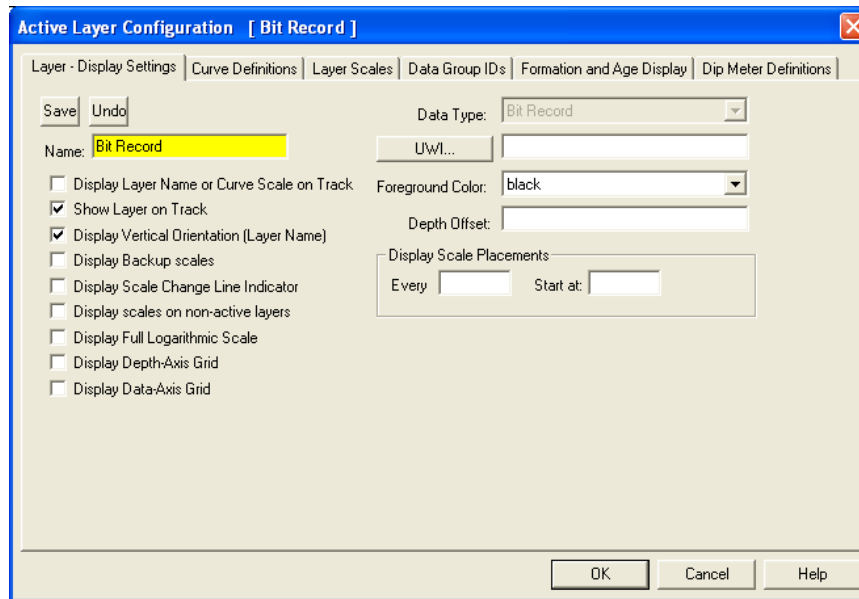 Active Layer Configuration [ Bit Record ]
Layer - Display Settings Curve Definitions Layer Scales Data Group IDs Formation and Age Display Dip Meter Definitions
Save Undo
Name: Bit Record
Display Layer Name or Curve Scale on Track
Show Layer on Track
Display Vertical Orientation (Layer Name)
Display Backup scales
Display Scale Change Line Indicator
Display scales on non-active layers
Display Full Logarithmic Scale
Display Depth-Axis Grid
Display Data-Axis Grid
Data Type: Bit Record
UWI...
Foreground Color: black
Depth Offset:
Display Scale Placements
Every Start at:
OK Cancel Help